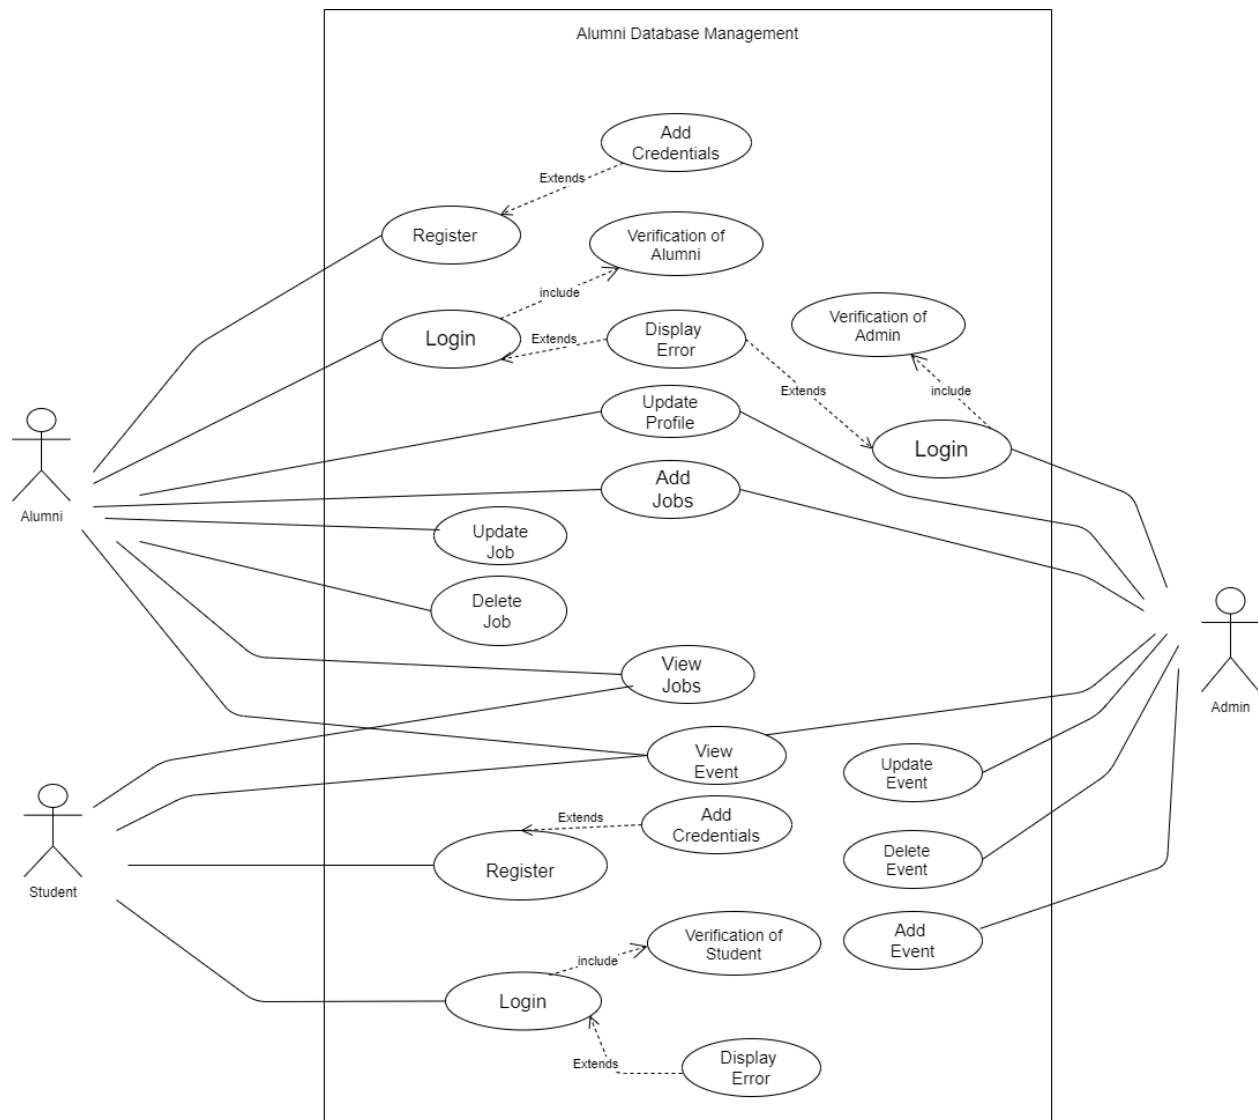 Alumni Database Management
Add
Credentials
Extends
Register
Verification of
Alumni
include
Login
Extends
Display
Error
Verification of
Admin
Extends
include
Update
Profile
Login
Add
Jobs
Alumni
Update
Job
Delete
Job
View
Jobs
Admin
View
Event
Update
Event
Extends
Add
Credentials
Student
Register
Delete
Event
Verification of
Student
Add
Event
include
Login
Extends
Display
Error